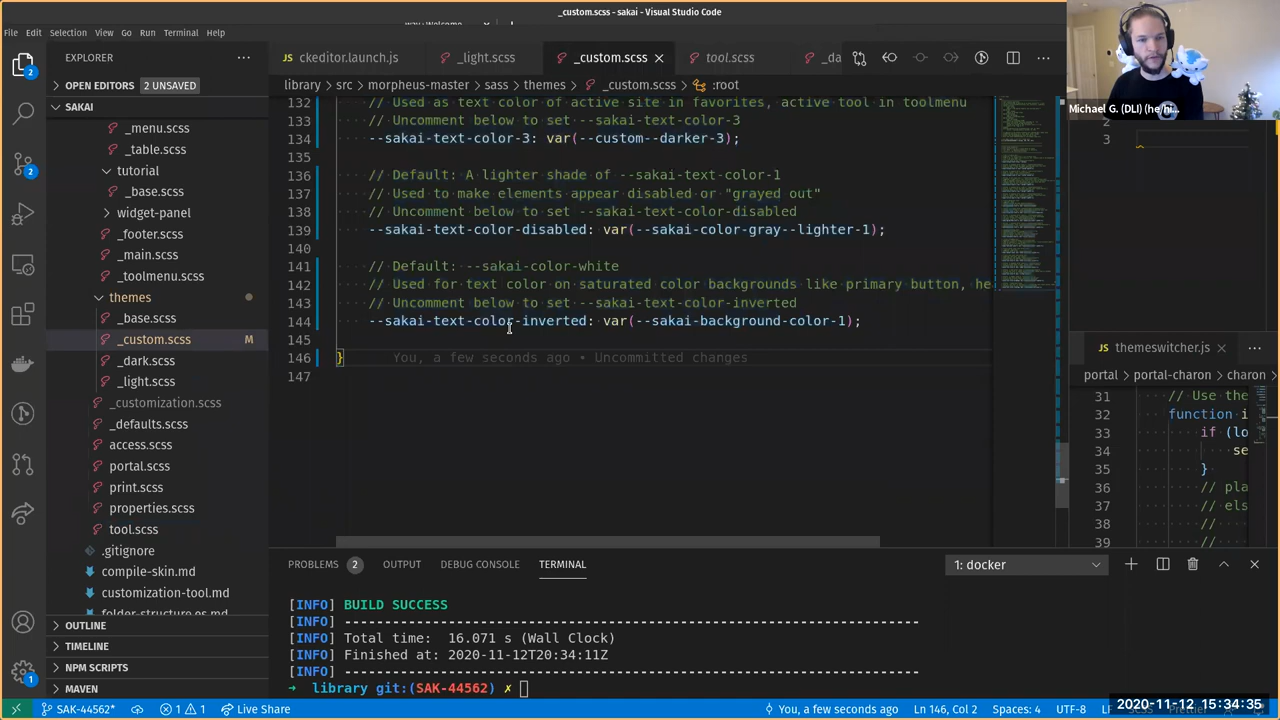 _custom.scss - sakai - Visual Studio Code
File Edit Selection View Go Run Terminal Help
EXPLORER
ckeditor.launch.js
_light.scss
_custom.scss
tool.scss
_da
OPEN EDITORS 2 UNSAVED
SAKAI
library › src › morpheus-master › sass › themes › _custom.scss › :root
_menu.scss
_table.scss
tutorial
_base.scss
widget-panel
_footer.scss
_main.scss
_toolmenu.scss
themes
_base.scss
_custom.scss M
_dark.scss
_light.scss
_customization.scss
_defaults.scss
access.scss
portal.scss
print.scss
properties.scss
tool.scss
.gitignore
compile-skin.md
customization-tool.md
folder-structure.es.md
OUTLINE
TIMELINE
NPM SCRIPTS
MAVEN
132 // Used as text color of active site in favorites, active tool in toolmenu
133 // Uncomment below to set --sakai-text-color-3
134 --sakai-text-color-3: var(--custom--darker-3);
135
136 // Default: A lighter shade of --sakai-text-color-1
137 // Used to make elements appear disabled or "grayed out"
138 // Uncomment below to set --sakai-text-color-disabled
139 --sakai-text-color-disabled: var(--sakai-color-gray--lighter-1);
140
141 // Default: --sakai-color-white
142 // Used for text color on saturated color backgrounds like primary button, he
143 // Uncomment below to set --sakai-text-color-inverted
144 --sakai-text-color-inverted: var(--sakai-background-color-1);
145
146 } You, a few seconds ago • Uncommitted changes
147
Michael G. (DLI) (he/hi...
2
3
themeswitcher.js
portal › portal-charon › charon
31 // Use the
32 function i
33 if (lo
34 se
35 }
36 // pla
37 // els
38 //
39 //
PROBLEMS 2 OUTPUT DEBUG CONSOLE TERMINAL
1: docker
[INFO] BUILD SUCCESS
[INFO] ------------------------------------------------------------------------
[INFO] Total time: 16.071 s (Wall Clock)
[INFO] Finished at: 2020-11-12T20:34:11Z
[INFO] ------------------------------------------------------------------------
➜ library git:(SAK-44562) ✗
SAK-44562* 1 1 Live Share
You, a few seconds ago Ln 146, Col 2 Spaces: 4 UTF-8 LF
2020-11-12 15:34:35